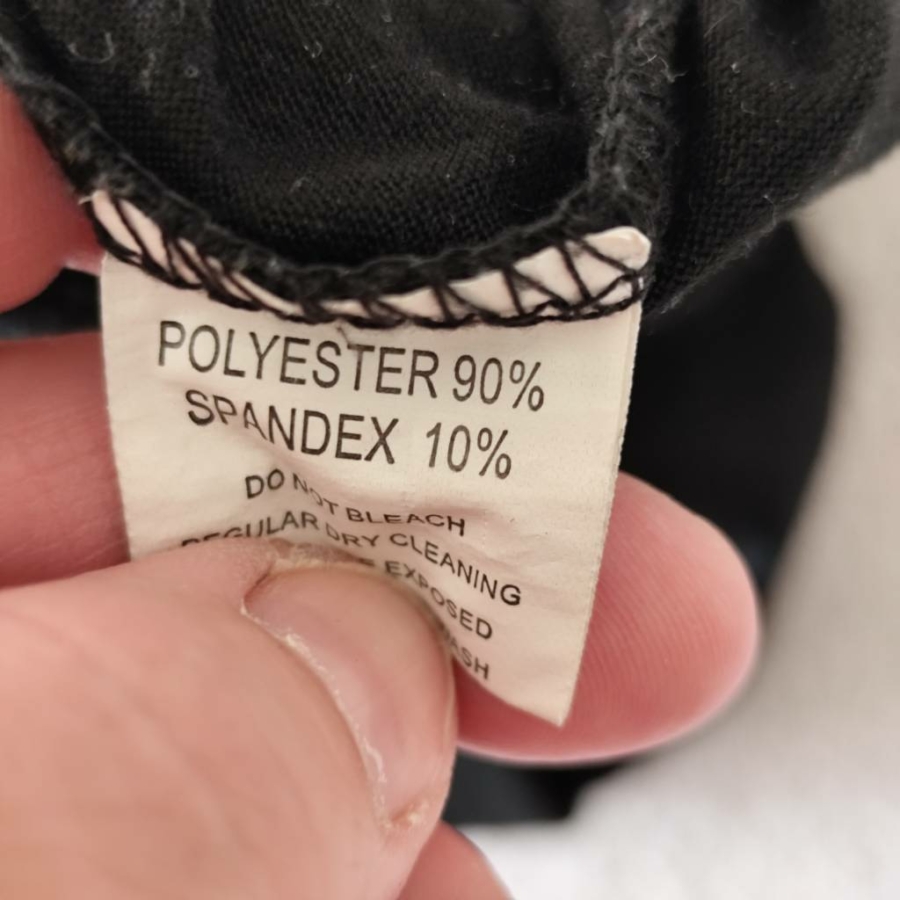 POLYESTER 90%
SPANDEX 10%
DO NOT BLEACH
REGULAR DRY CLEANING
EXPOSED